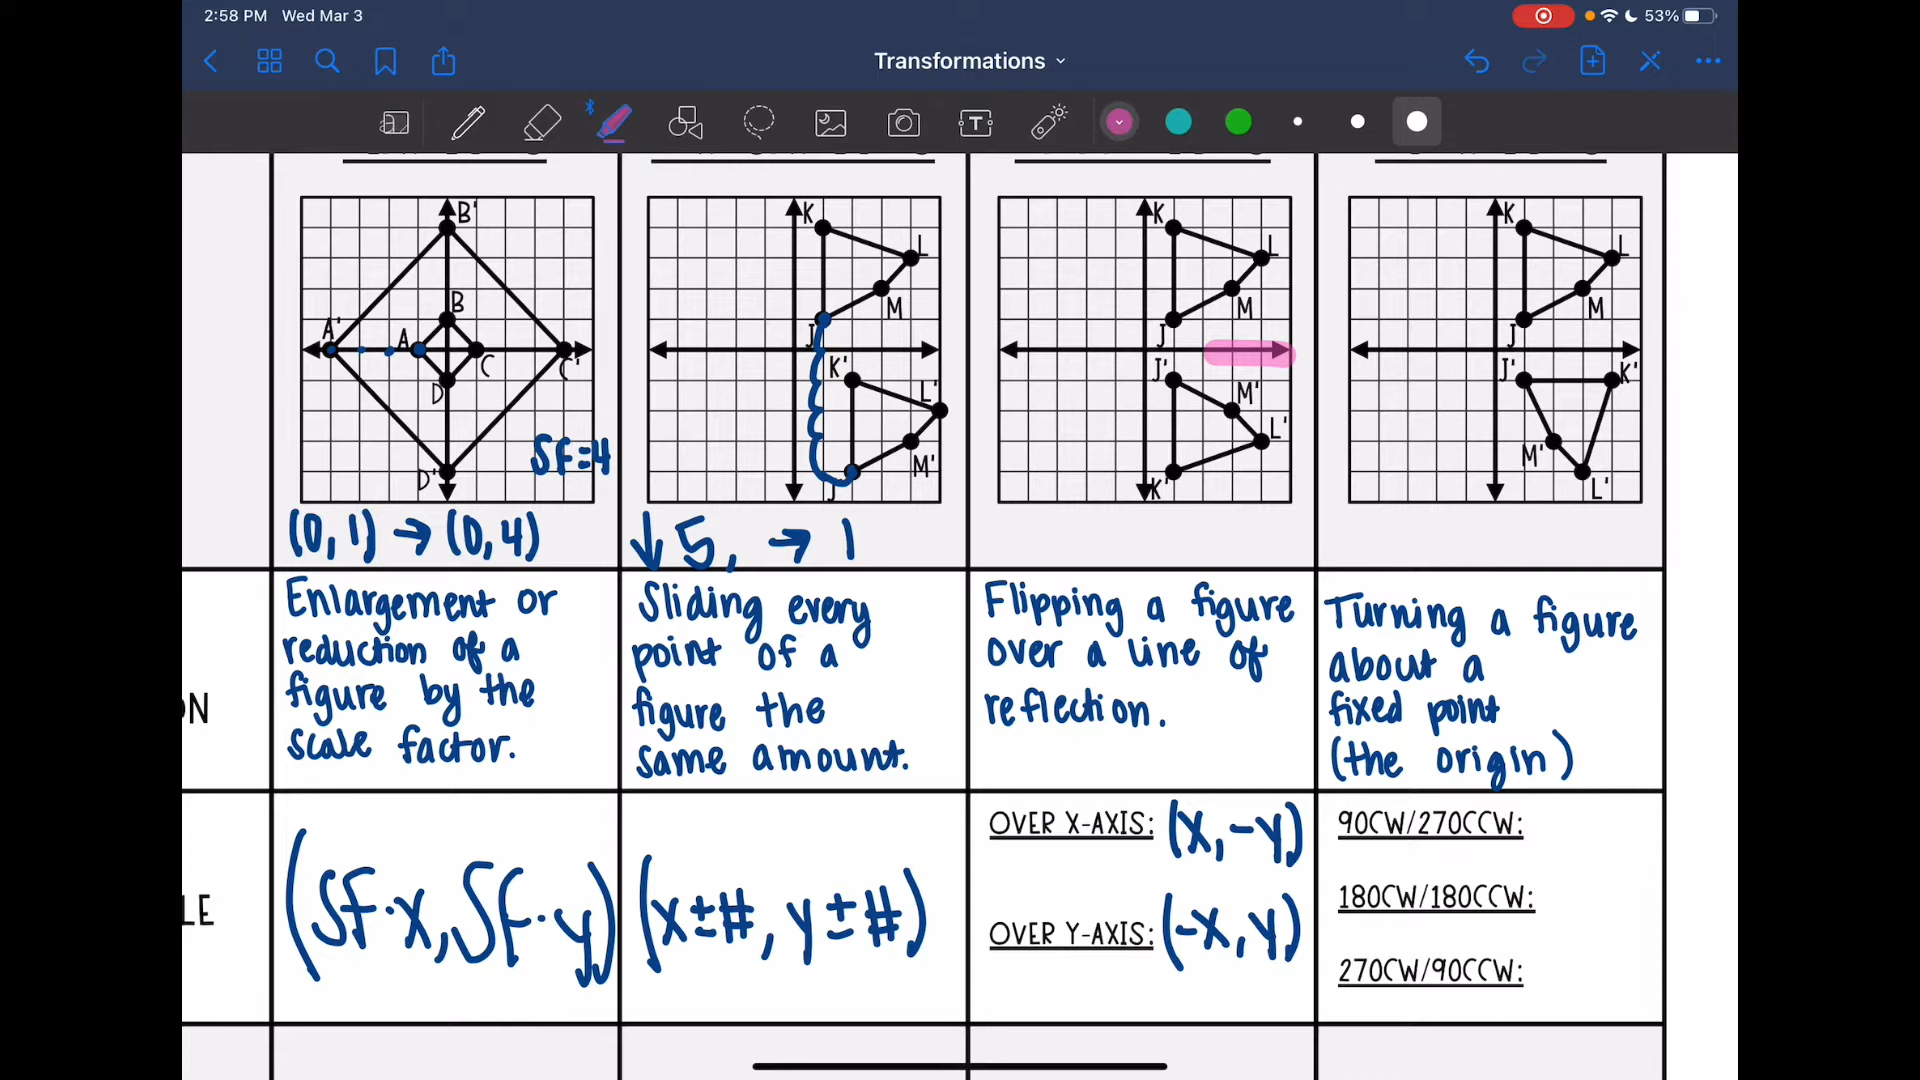 2:58 PM Wed Mar 3
53%
Transformations
T
B'
B
A'
A
C
C'
D
D'
SF=4
(0,1) → (0,4)
K
L
M
J
K'
L'
M'
J
↓ 5, → 1
K
L
M
J
J'
M'
L'
K'
K
L
M
J
J'
K'
M'
L'
ON
Enlargement or
reduction of a
figure by the
scale factor.
Sliding every
point of a
figure the
same amount.
Flipping a figure
over a line of
reflection.
Turning a figure
about a
fixed point
(the origin)
LE
(SF·x, SF·y)
(x±#, y±#)
OVER X-AXIS: (x,-y)
OVER Y-AXIS: (-x,y)
90CW/270CCW:
180CW/180CCW:
270CW/90CCW: